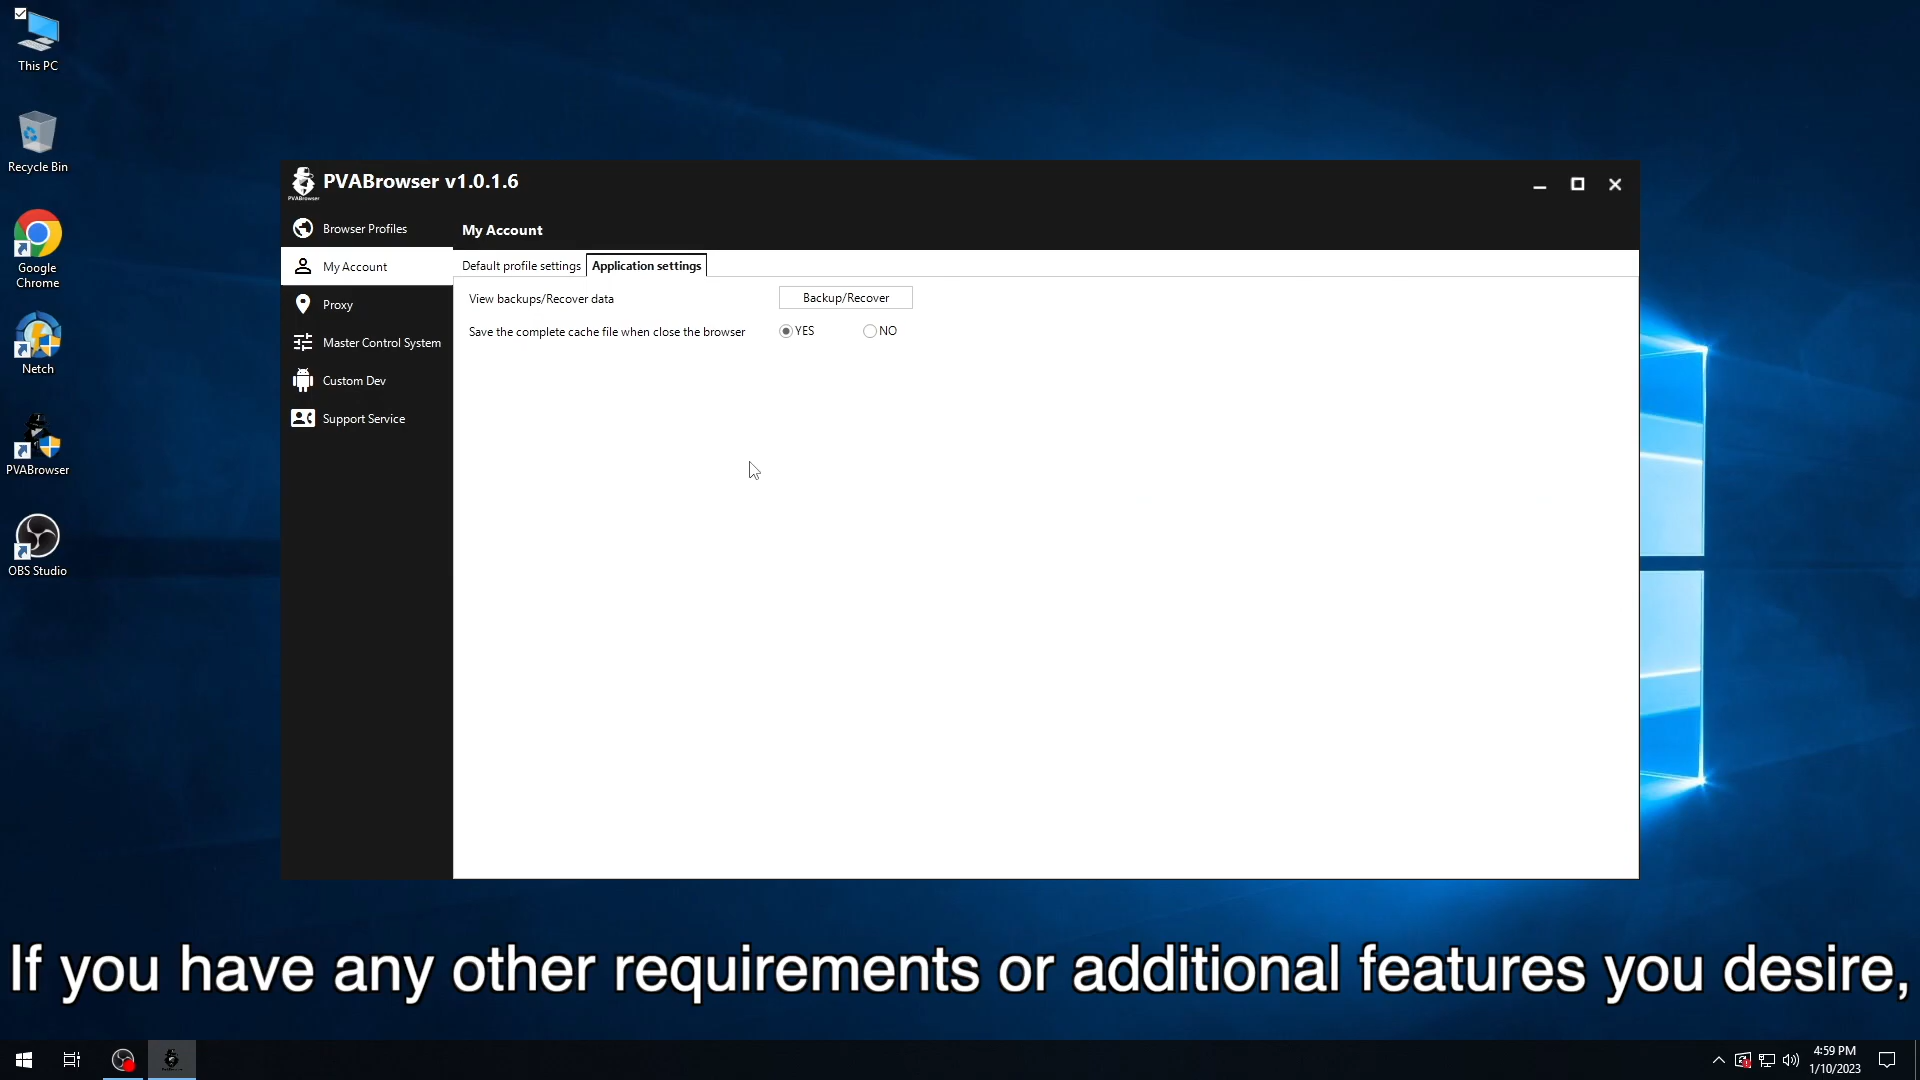 This PC
Recycle Bin
Google
Chrome
Netch
PVABrowser
OBS Studio
PVABrowser v1.0.1.6
PVABrowser
Browser Profiles
My Account
Proxy
Master Control System
Custom Dev
Support Service
My Account
Default profile settings
Application settings
View backups/Recover data
Backup/Recover
Save the complete cache file when close the browser
YES
NO
If you have any other requirements or additional features you desire,
4:59 PM
1/10/2023